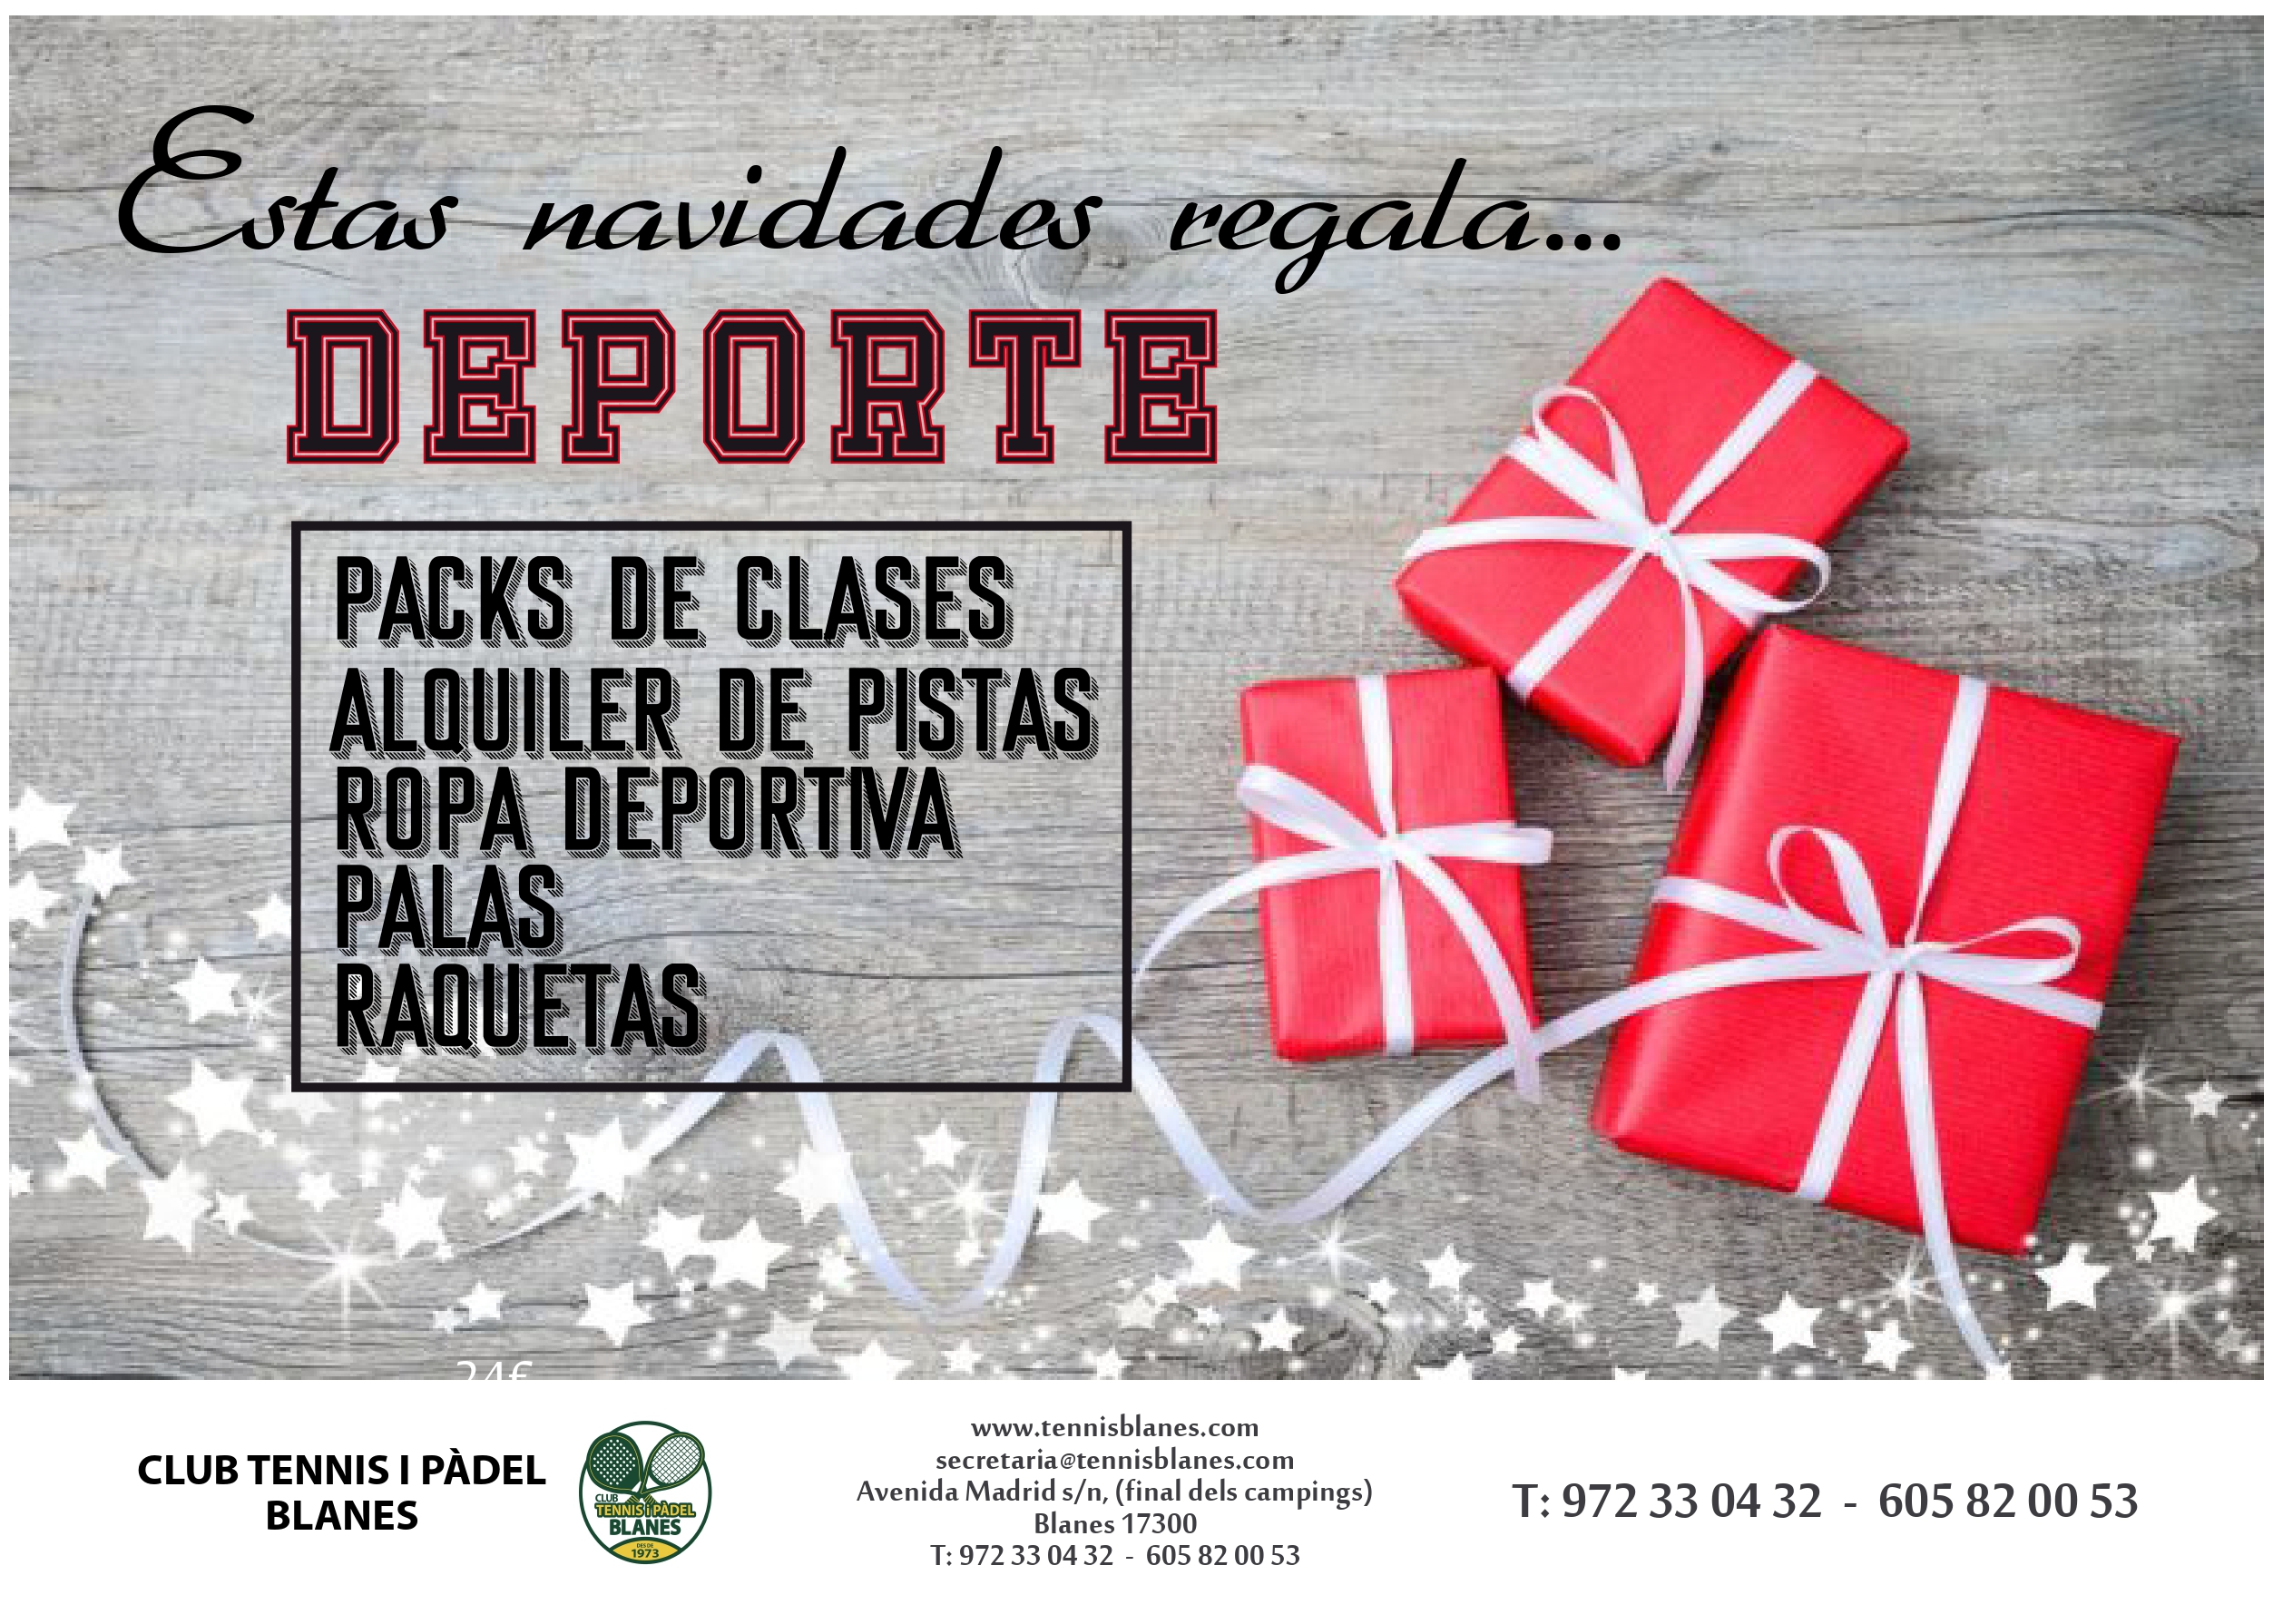 Estas navidades regala...
DEPORTE
PACKS DE CLASES
ALQUILER DE PISTAS
ROPA DEPORTIVA
PALAS
RAQUETAS
24€
CLUB TENNIS I PÀDEL
BLANES
CLUB
TENNIS i PÀDEL
BLANES
DESDE
1973
www.tennisblanes.com
secretaria@tennisblanes.com
Avenida Madrid s/n, (final dels campings)
Blanes 17300
T: 972 33 04 32 - 605 82 00 53
T: 972 33 04 32 - 605 82 00 53